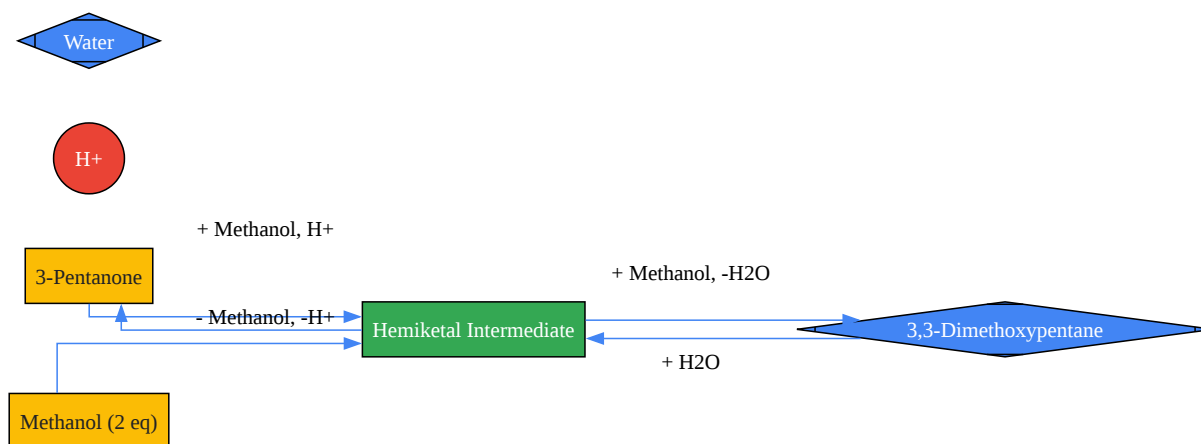 Water
H+
+ Methanol, H+
3-Pentanone
+ Methanol, -H2O
- Methanol, -H+
Hemiketal Intermediate
3,3-Dimethoxypentane
+ H2O
Methanol (2 eq)